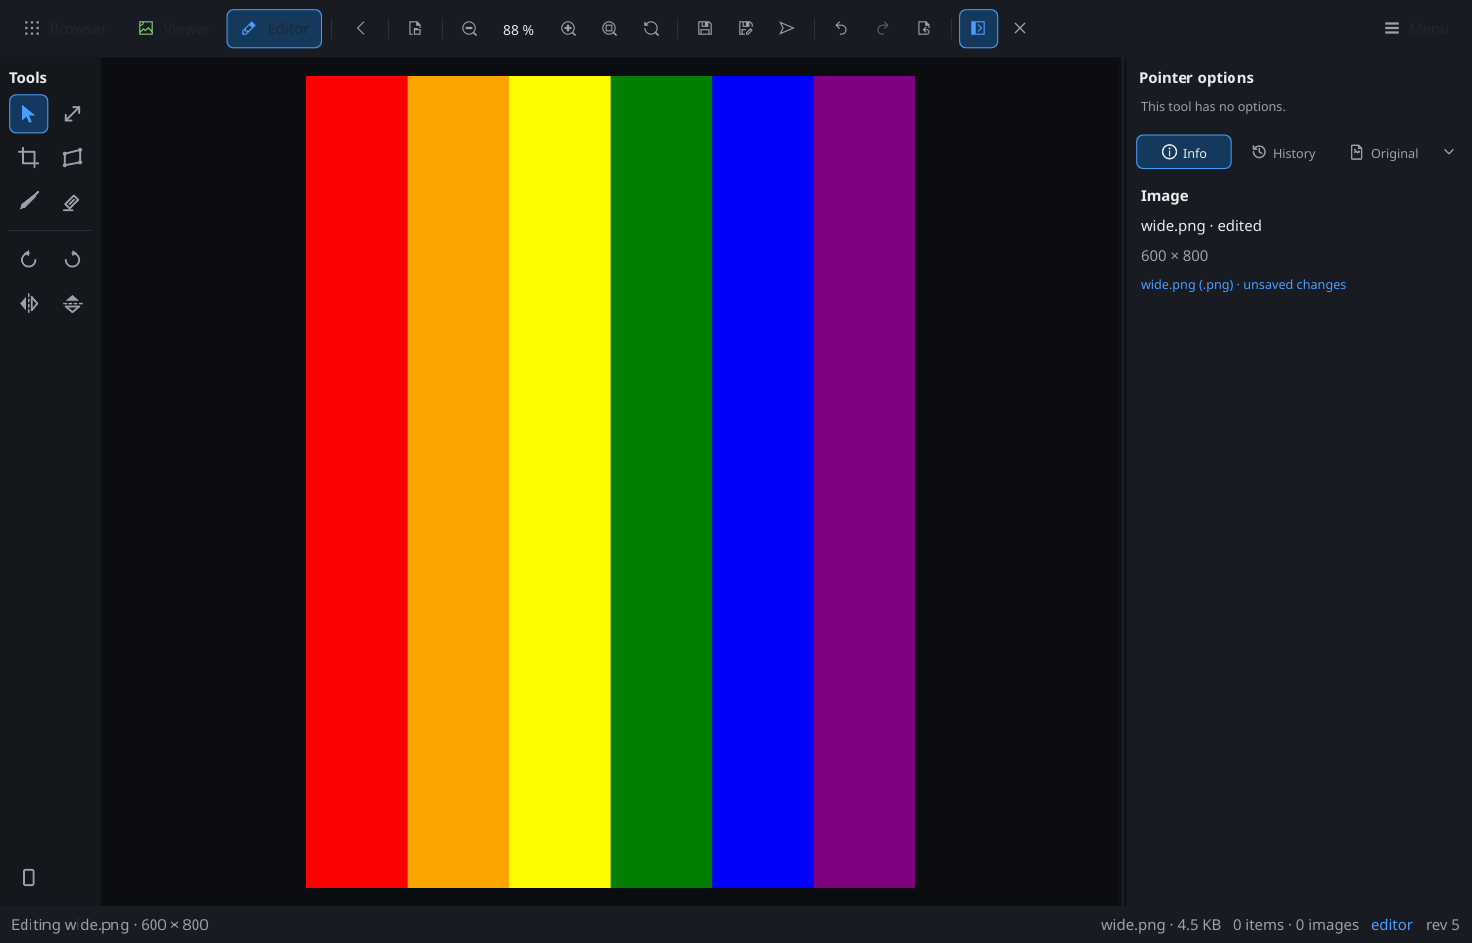 Browser Viewer Editor 88 % Menu
Tools
Pointer options
This tool has no options.
Info History Original
Image
wide.png · edited
600 × 800
wide.png (.png) · unsaved changes
Editing wide.png · 600 × 800
wide.png · 4.5 KB 0 items · 0 images editor rev 5